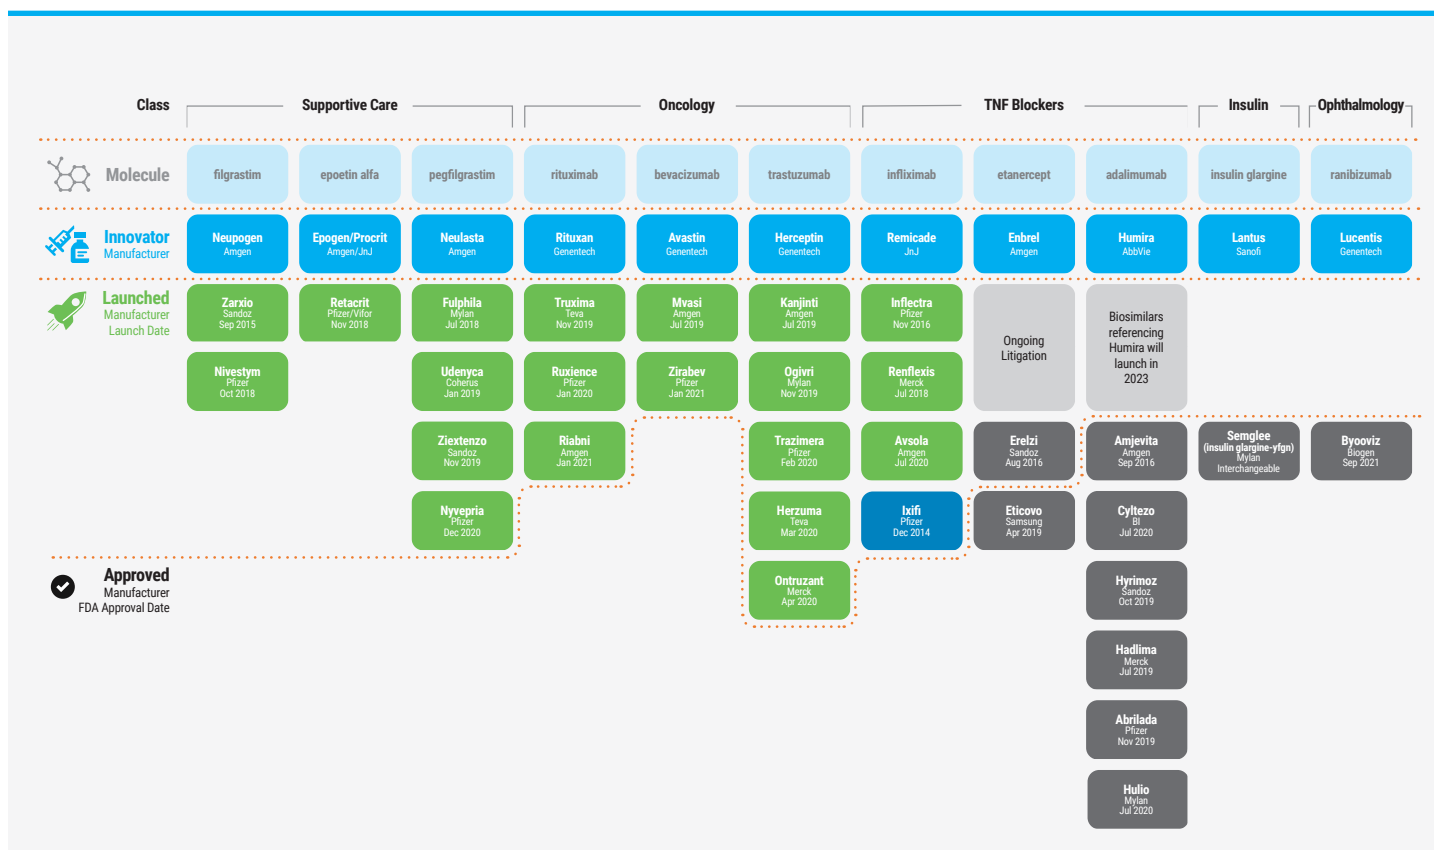 Class
Supportive Care
Oncology
TNF Blockers
Insulin
Ophthalmology
Molecule
filgrastim
epoetin alfa
pegfilgrastim
rituximab
bevacizumab
trastuzumab
infliximab
etanercept
adalimumab
insulin glargine
ranibizumab
Innovator
Manufacturer
Neupogen
Amgen
Epogen/Procrit
Amgen/JnJ
Neulasta
Amgen
Rituxan
Genentech
Avastin
Genentech
Herceptin
Genentech
Remicade
JnJ
Enbrel
Amgen
Humira
AbbVie
Lantus
Sanofi
Lucentis
Genentech
Launched
Manufacturer
Launch Date
Zarxio
Sandoz
Sep 2015
Retacrit
Pfizer/Vifor
Nov 2018
Fulphila
Mylan
Jul 2018
Truxima
Teva
Nov 2019
Mvasi
Amgen
Jul 2019
Kanjinti
Amgen
Jul 2019
Inflectra
Pfizer
Nov 2016
Ongoing
Litigation
Biosimilars
referencing
Humira will
launch in
2023
Nivestym
Pfizer
Oct 2018
Udenyca
Coherus
Jan 2019
Ruxience
Pfizer
Jan 2020
Zirabev
Pfizer
Jan 2021
Ogivri
Mylan
Nov 2019
Renflexis
Merck
Jul 2018
Ziextenzo
Sandoz
Nov 2019
Riabni
Amgen
Jan 2021
Trazimera
Pfizer
Feb 2020
Avsola
Amgen
Jul 2020
Erelzi
Sandoz
Aug 2016
Amjevita
Amgen
Sep 2016
Semglee
(insulin glargine-yfgn)
Mylan
Interchangeable
Byooviz
Biogen
Sep 2021
Nyvepria
Pfizer
Dec 2020
Herzuma
Teva
Mar 2020
Ixifi
Pfizer
Dec 2014
Eticovo
Samsung
Apr 2019
Cyltezo
BI
Jul 2020
Approved
Manufacturer
FDA Approval Date
Ontruzant
Merck
Apr 2020
Hyrimoz
Sandoz
Oct 2019
Hadlima
Merck
Jul 2019
Abrilada
Pfizer
Nov 2019
Hulio
Mylan
Jul 2020